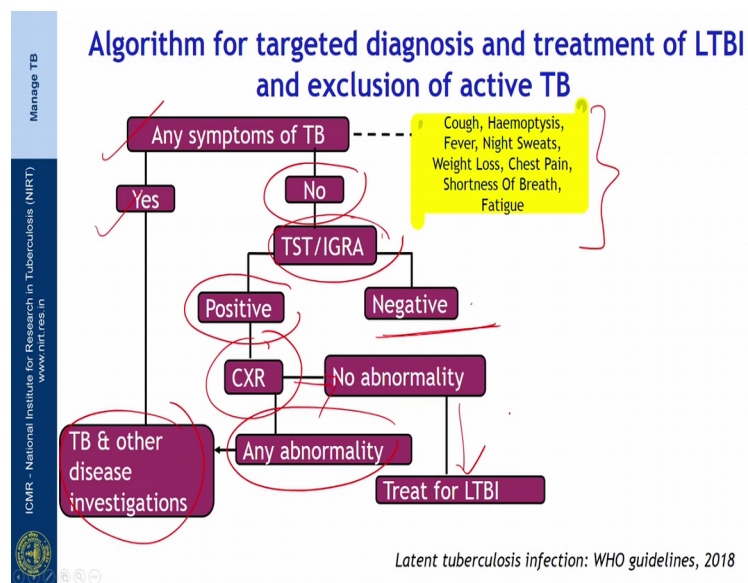 Manage TB
ICMR - National Institute for Research in Tuberculosis (NIRT)
www.nirt.res.in
Algorithm for targeted diagnosis and treatment of LTBI
and exclusion of active TB
Any symptoms of TB
Cough, Haemoptysis,
Fever, Night Sweats,
Weight Loss, Chest Pain,
Shortness Of Breath,
Fatigue
Yes
No
TST/IGRA
Positive
Negative
CXR
No abnormality
TB & other
disease
investigations
Any abnormality
Treat for LTBI
Latent tuberculosis infection: WHO guidelines, 2018